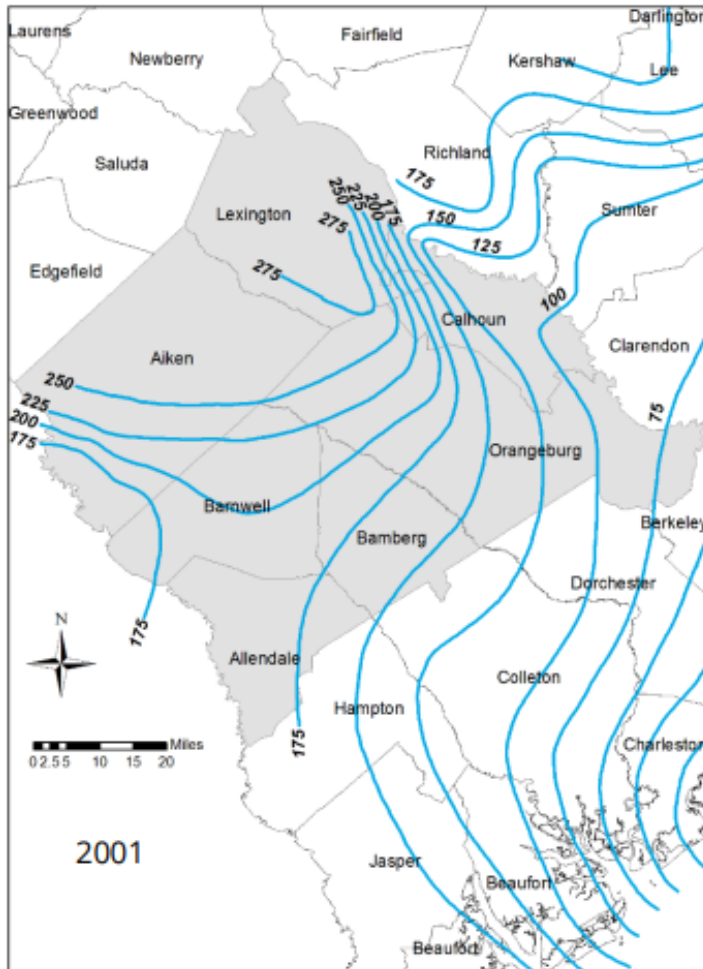 Darlington
Laurens
Fairfield
Newberry
Kershaw
Lee
Greenwood
Saluda
Richland
175
250
225
200
175
Lexington
275
150
Sumter
125
Edgefield
275
100
Calhoun
Aiken
Clarendon
250
75
225
200
175
Orangeburg
Barnwell
Bamberg
Berkeley
Dorchester
N
175
Allendale
Colleton
Hampton
175
Charleston
Miles
0 2.5 5 10 15 20
2001
Jasper
Beaufort
Beaufort